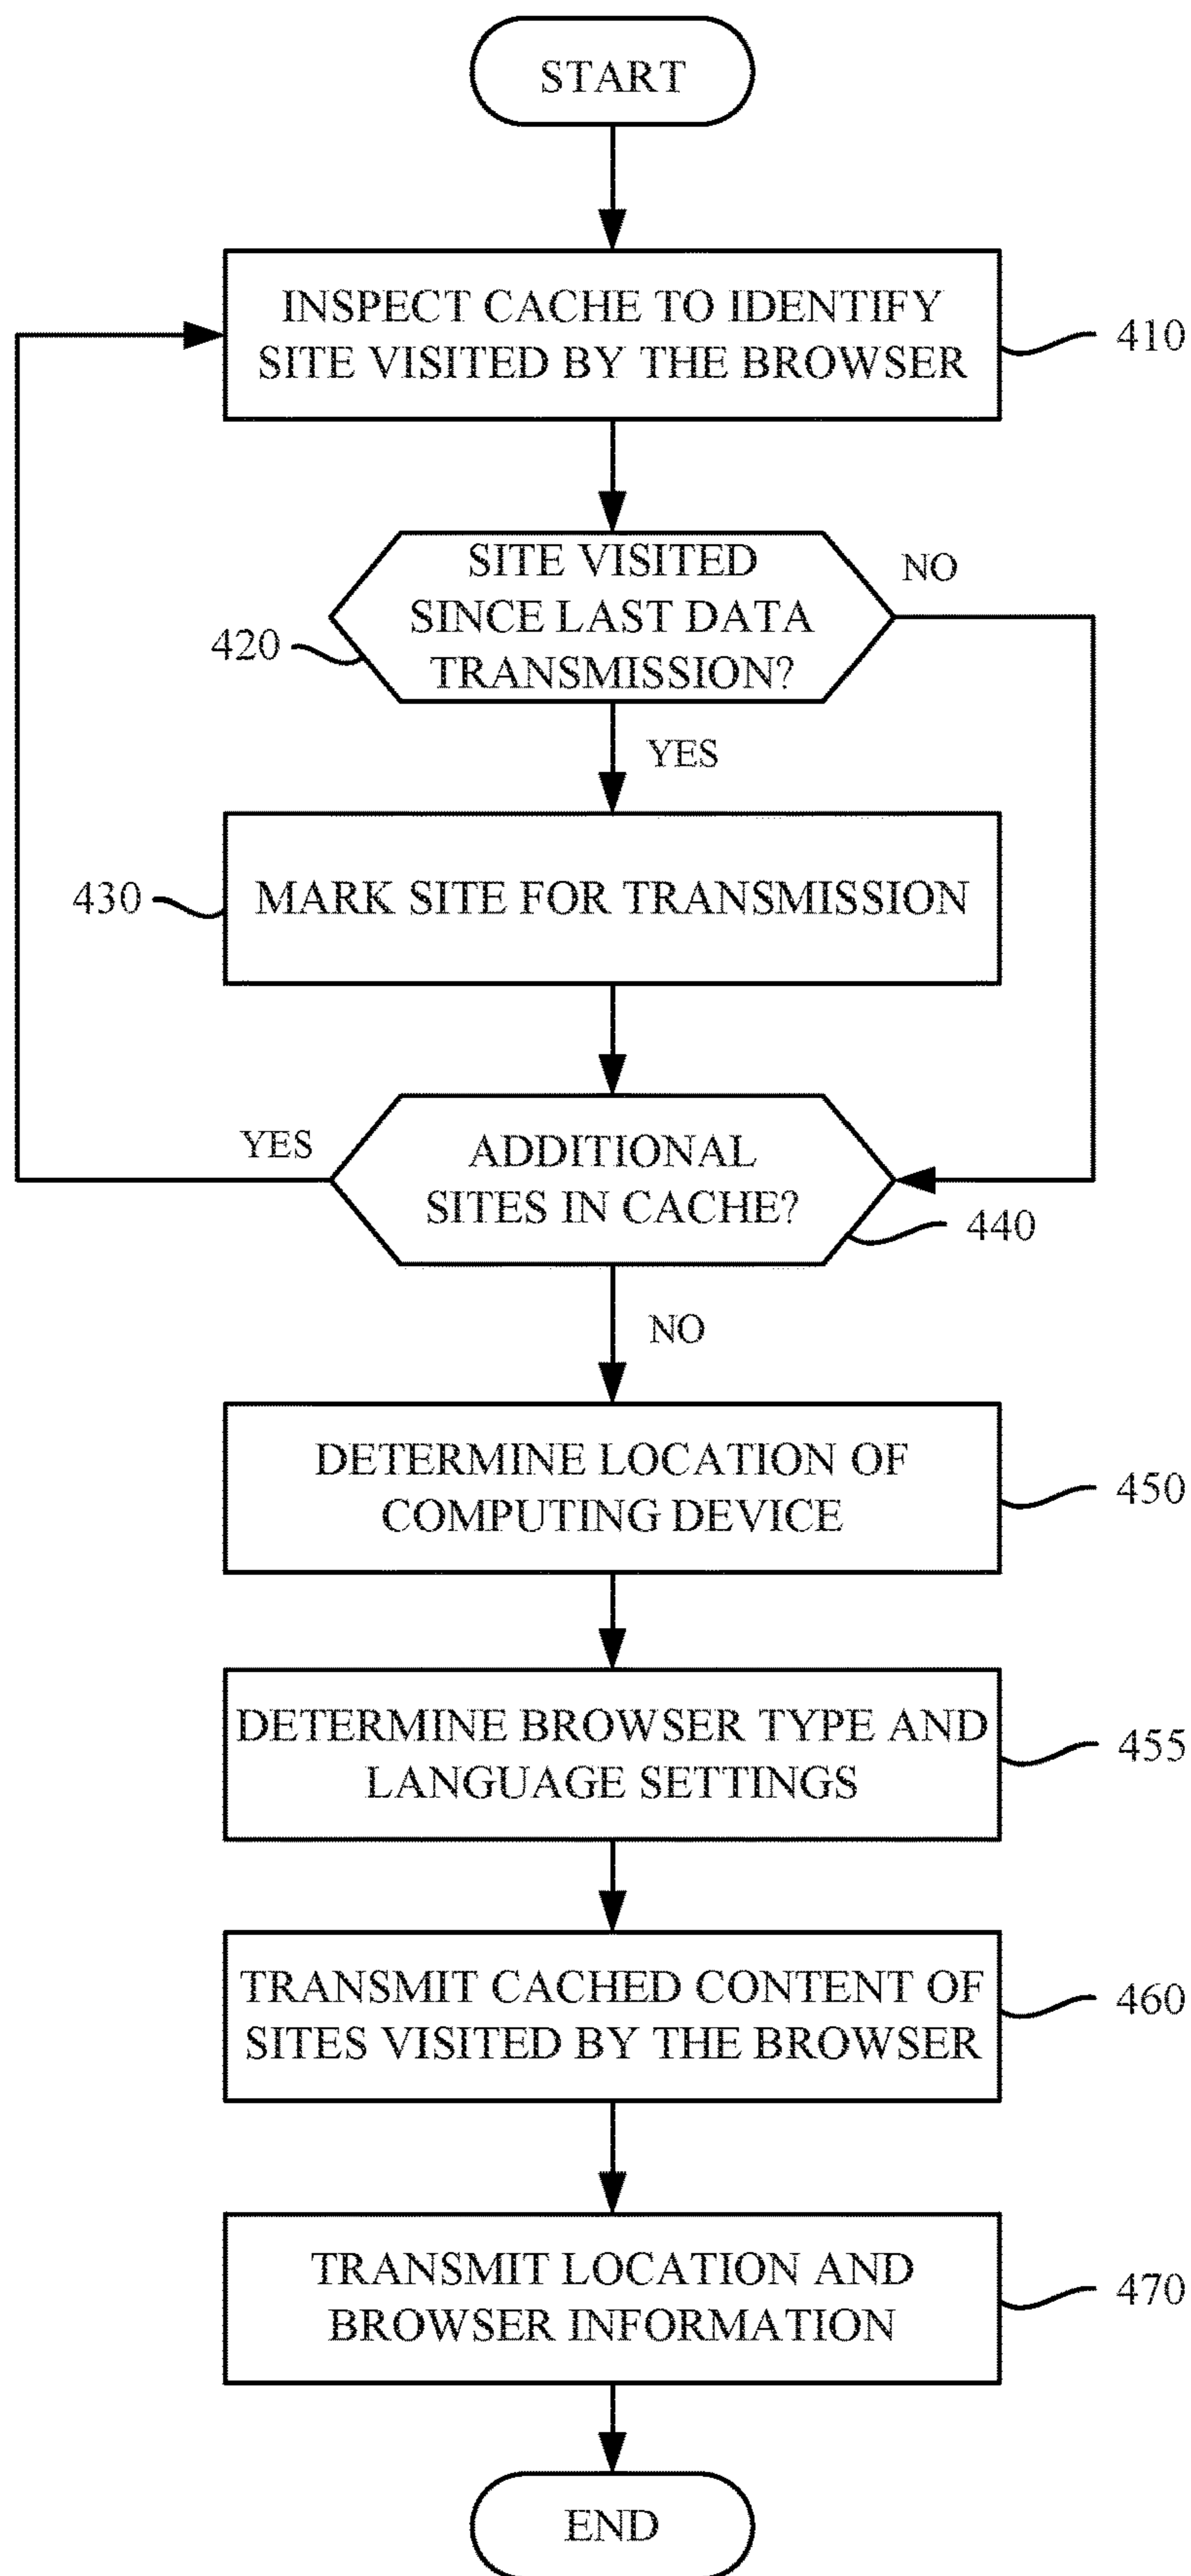 START
INSPECT CACHE TO IDENTIFY
SITE VISITED BY THE BROWSER
410
SITE VISITED
SINCE LAST DATA
TRANSMISSION?
NO
420
YES
MARK SITE FOR TRANSMISSION
430
ADDITIONAL
SITES IN CACHE?
YES
440
NO
DETERMINE LOCATION OF
COMPUTING DEVICE
450
DETERMINE BROWSER TYPE AND
LANGUAGE SETTINGS
455
TRANSMIT CACHED CONTENT OF
SITES VISITED BY THE BROWSER
460
TRANSMIT LOCATION AND
BROWSER INFORMATION
470
END